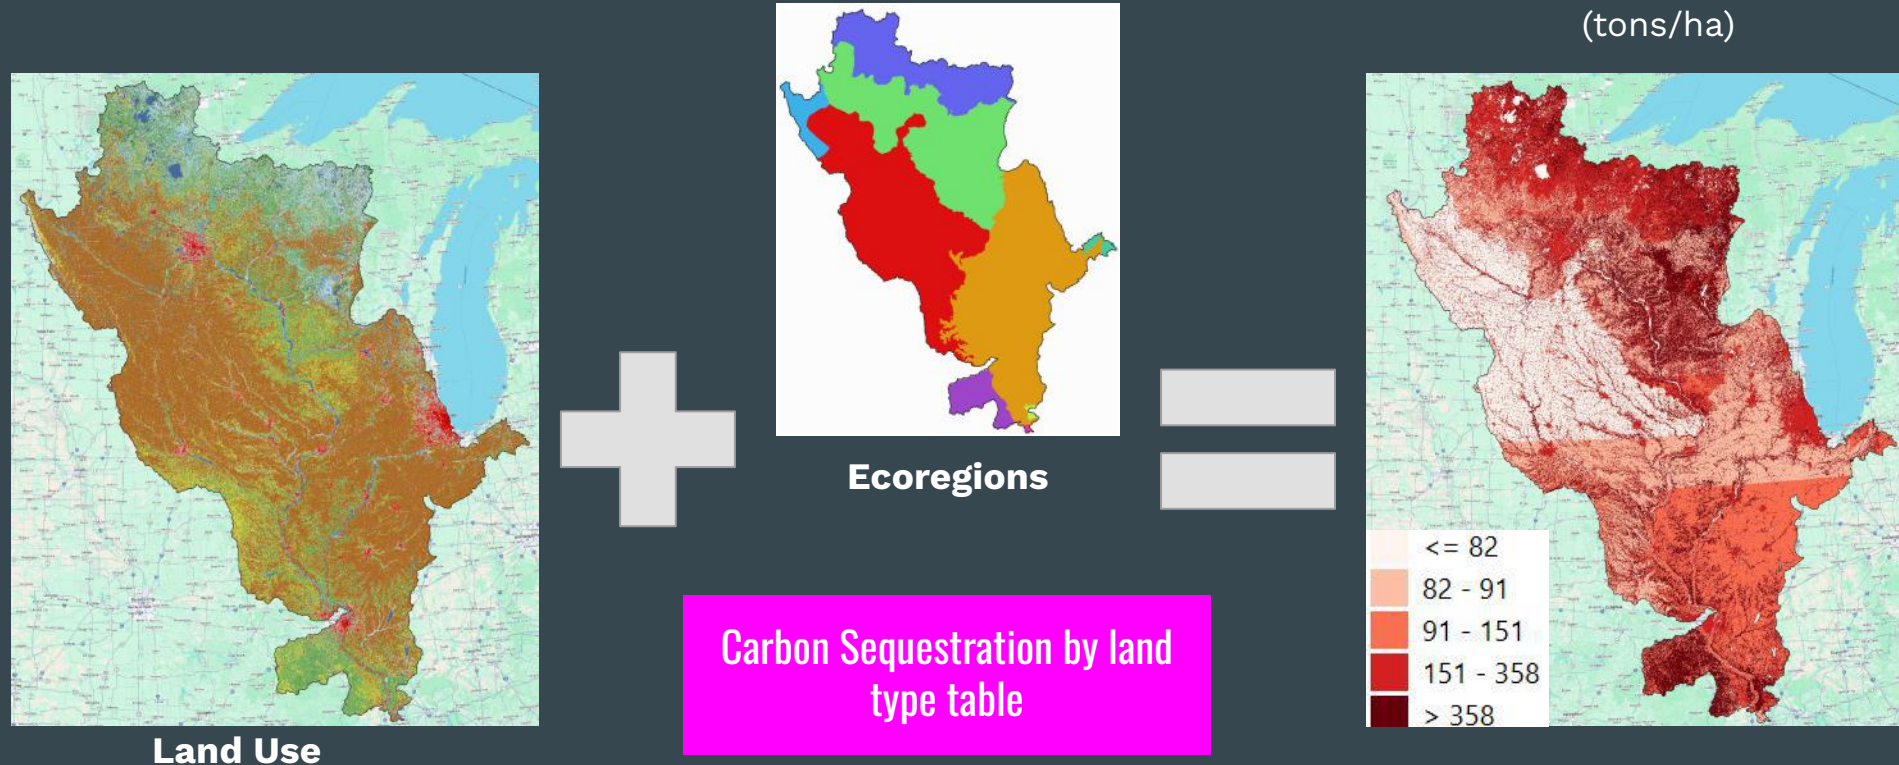 (tons/ha)
Ecoregions
Carbon Sequestration by land
type table
<= 82
82 - 91
91 - 151
151 - 358
> 358
Land Use